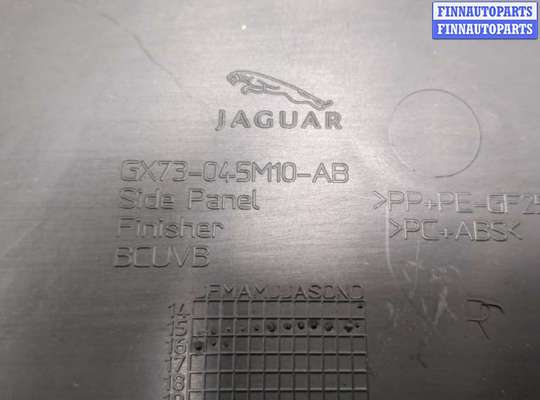 FINNAUTOPARTS
FINNAUTOPARTS
JAGUAR
GX73-045M10-AB
Side Panel
Finisher
BCUVB
>PP+PE-GF25
>PC+ABS<
JFMAMJJASOND
14
15
16
17
18